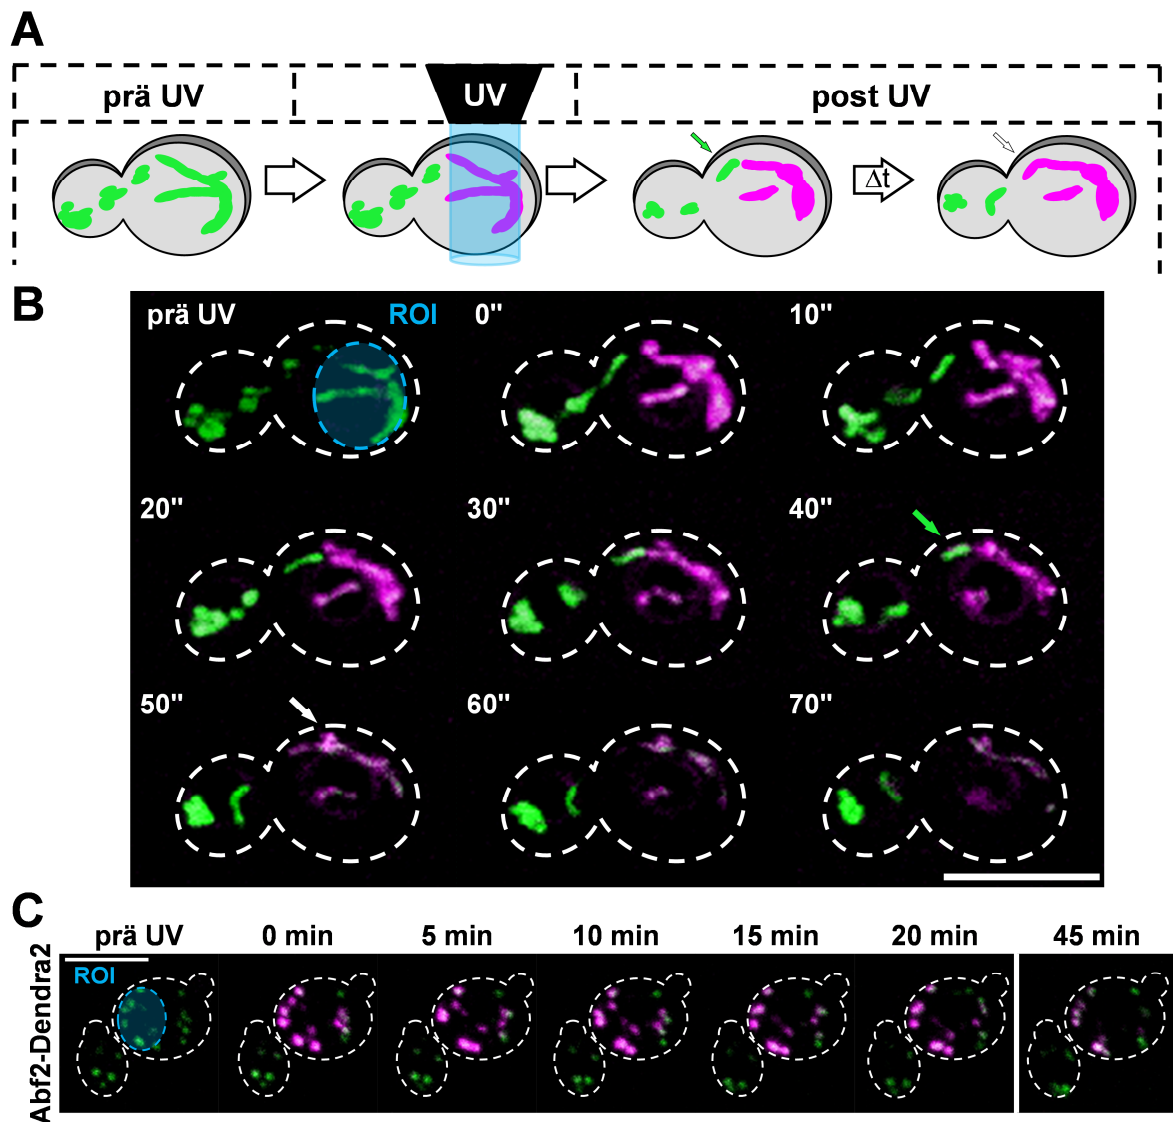 A
prä UV
UV
post UV
Δt
B
prä UV
ROI
0"
10"
20"
30"
40"
50"
60"
70"
C
prä UV
0 min
5 min
10 min
15 min
20 min
45 min
Abf2-Dendra2
ROI